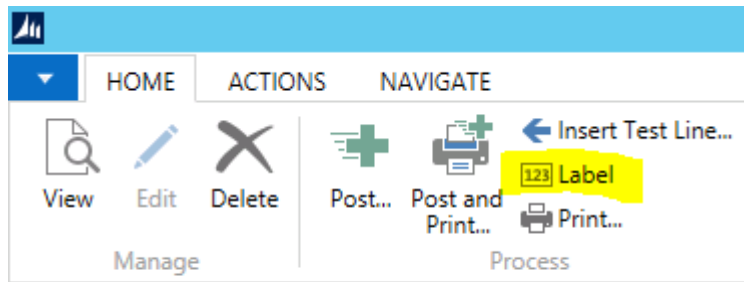 HOME ACTIONS NAVIGATE
View
Edit
Delete
Post...
Post and
Print...
Insert Test Line...
123 Label
Print...
Manage
Process